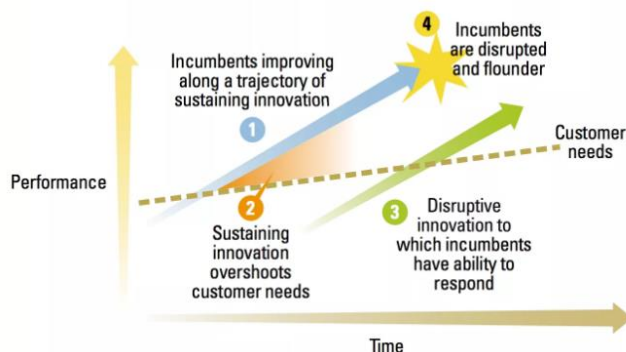 4
Incumbents
are disrupted
and flounder
Incumbents improving
along a trajectory of
sustaining innovation
1
Customer
needs
Performance
2
Sustaining
innovation
overshoots
customer needs
3
Disruptive
innovation to
which incumbents
have ability to
respond
Time